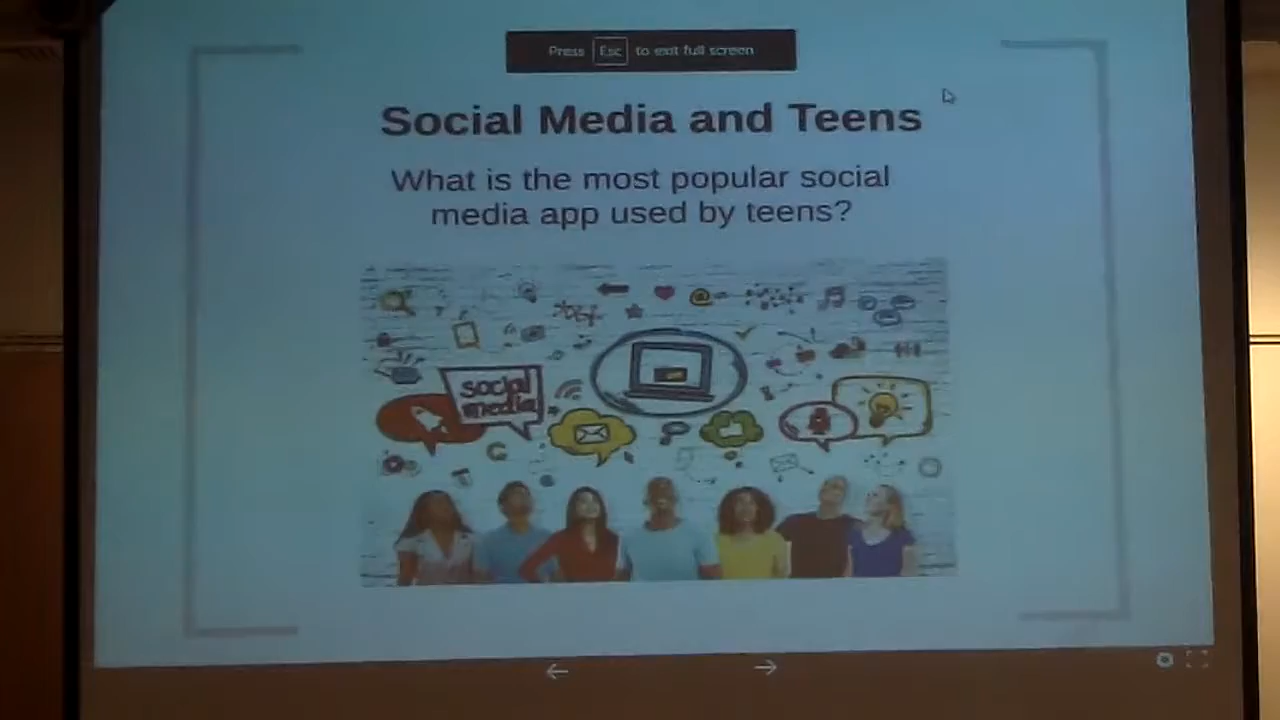 Press Esc to exit full screen
Social Media and Teens
What is the most popular social
media app used by teens?
social
media